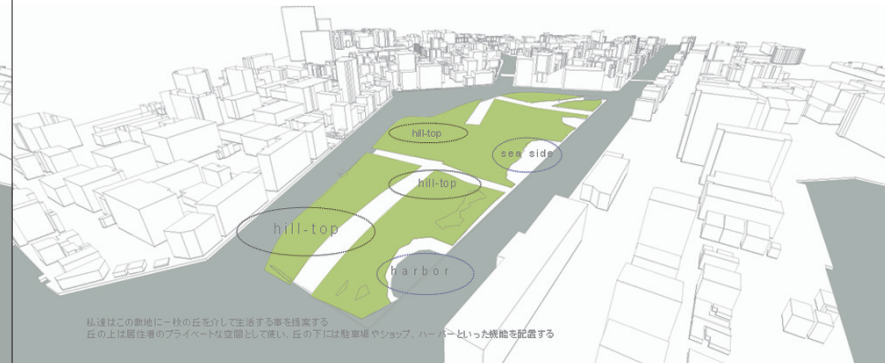 hill-top
sea side
hill-top
hill-top
harbor
私達はこの敷地に一枚の丘を介して生活する事を提案する
丘の上は居住者のプライベートな空間として使い、丘の下には駐車場やショップ、ハーバーといった機能を配置する